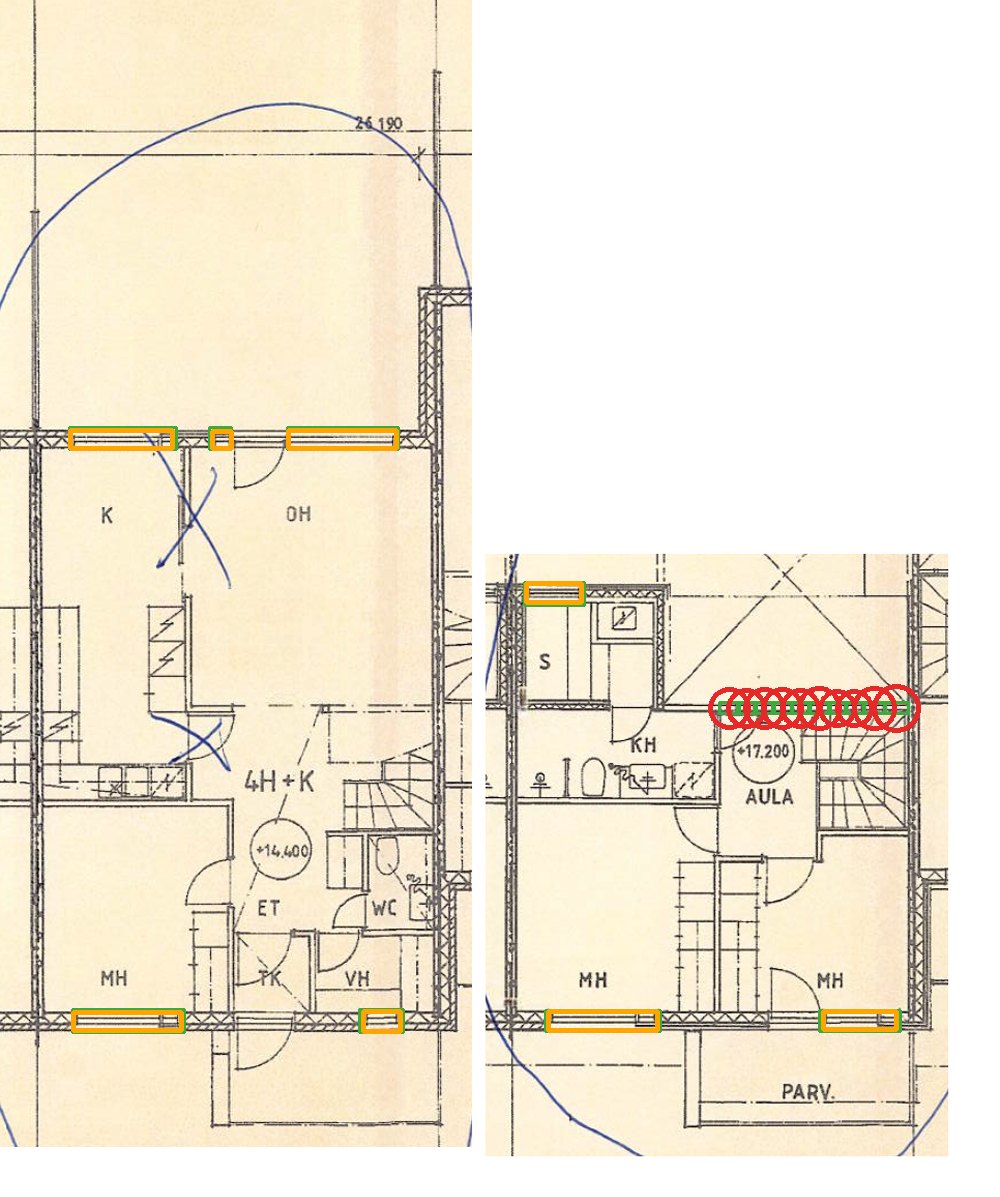 26 190
K
OH
4H+K
+14.400
ET
WC
MH
TK
VH
S
KH
+17.200
AULA
MH
MH
PARV.